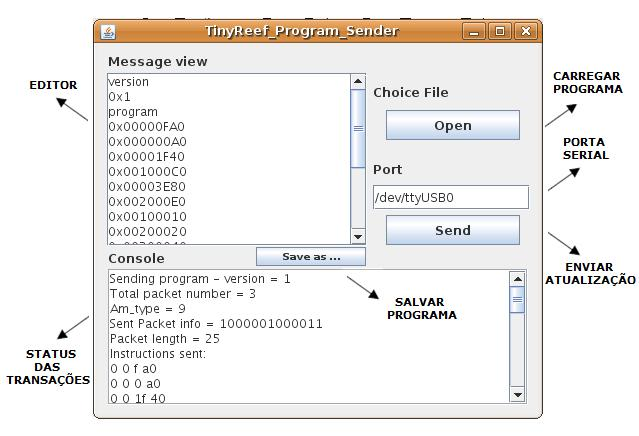 TinyReef_Program_Sender
Message view
version
0x1
program
0x00000FA0
0x000000A0
0x00001F40
0x001000C0
0x00003E80
0x002000E0
0x00100010
0x00200020
Choice File
Open
Port
/dev/ttyUSB0
Send
Console
Save as ...
Sending program - version = 1
Total packet number = 3
Am_type = 9
Sent Packet info = 1000001000011
Packet length = 25
Instructions sent:
0 0 f a0
0 0 0 a0
0 0 1f 40
EDITOR
CARREGAR
PROGRAMA
PORTA
SERIAL
ENVIAR
ATUALIZAÇÃO
SALVAR
PROGRAMA
STATUS
DAS
TRANSAÇÕES